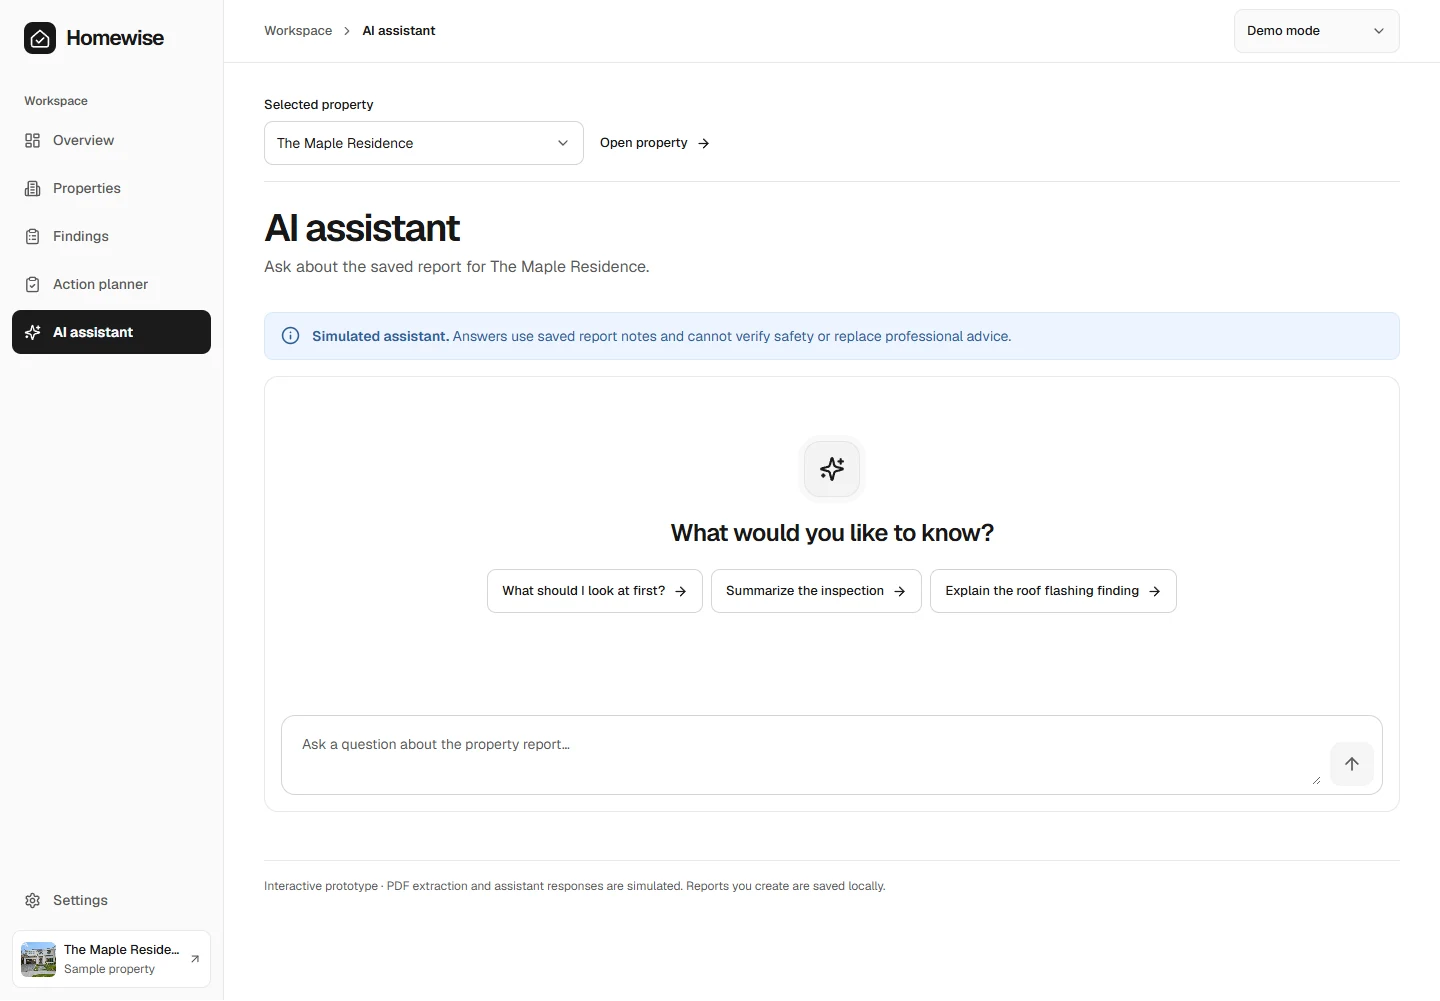 Homewise
Workspace
Overview
Properties
Findings
Action planner
AI assistant
Settings
The Maple Reside...
Sample property
Workspace
AI assistant
Demo mode
Selected property
The Maple Residence
Open property
AI assistant
Ask about the saved report for The Maple Residence.
Simulated assistant. Answers use saved report notes and cannot verify safety or replace professional advice.
What would you like to know?
What should I look at first?
Summarize the inspection
Explain the roof flashing finding
Ask a question about the property report...
Interactive prototype · PDF extraction and assistant responses are simulated. Reports you create are saved locally.